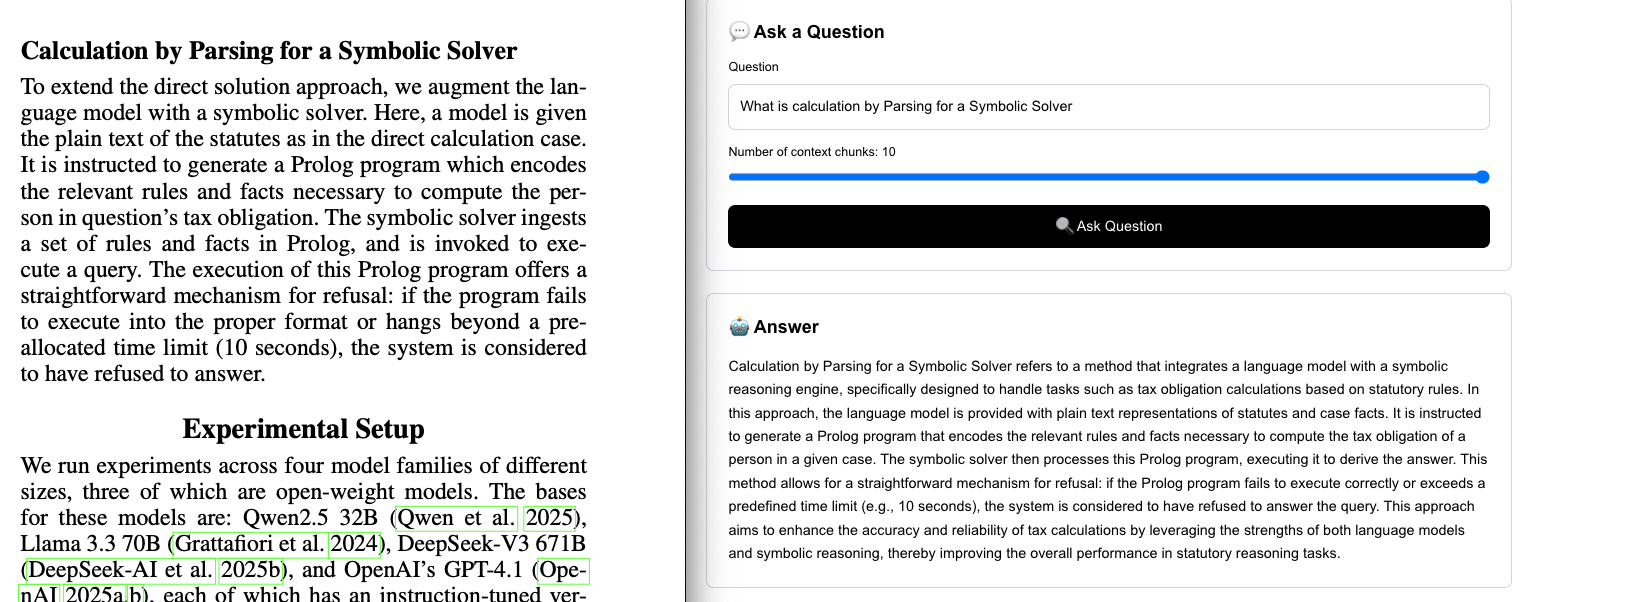 Calculation by Parsing for a Symbolic Solver
To extend the direct solution approach, we augment the lan-
guage model with a symbolic solver. Here, a model is given
the plain text of the statutes as in the direct calculation case.
It is instructed to generate a Prolog program which encodes
the relevant rules and facts necessary to compute the per-
son in question's tax obligation. The symbolic solver ingests
a set of rules and facts in Prolog, and is invoked to exe-
cute a query. The execution of this Prolog program offers a
straightforward mechanism for refusal: if the program fails
to execute into the proper format or hangs beyond a pre-
allocated time limit (10 seconds), the system is considered
to have refused to answer.
Experimental Setup
We run experiments across four model families of different
sizes, three of which are open-weight models. The bases
for these models are: Qwen2.5 32B (Qwen et al. 2025),
Llama 3.3 70B (Grattafiori et al. 2024), DeepSeek-V3 671B
(DeepSeek-AI et al. 2025b), and OpenAI's GPT-4.1 (Ope-
nAI 2025a,b), each of which has an instruction-tuned ver-
💬 Ask a Question
Question
What is calculation by Parsing for a Symbolic Solver
Number of context chunks: 10
🔍 Ask Question
🤖 Answer
Calculation by Parsing for a Symbolic Solver refers to a method that integrates a language model with a symbolic
reasoning engine, specifically designed to handle tasks such as tax obligation calculations based on statutory rules. In
this approach, the language model is provided with plain text representations of statutes and case facts. It is instructed
to generate a Prolog program that encodes the relevant rules and facts necessary to compute the tax obligation of a
person in a given case. The symbolic solver then processes this Prolog program, executing it to derive the answer. This
method allows for a straightforward mechanism for refusal: if the Prolog program fails to execute correctly or exceeds a
predefined time limit (e.g., 10 seconds), the system is considered to have refused to answer the query. This approach
aims to enhance the accuracy and reliability of tax calculations by leveraging the strengths of both language models
and symbolic reasoning, thereby improving the overall performance in statutory reasoning tasks.